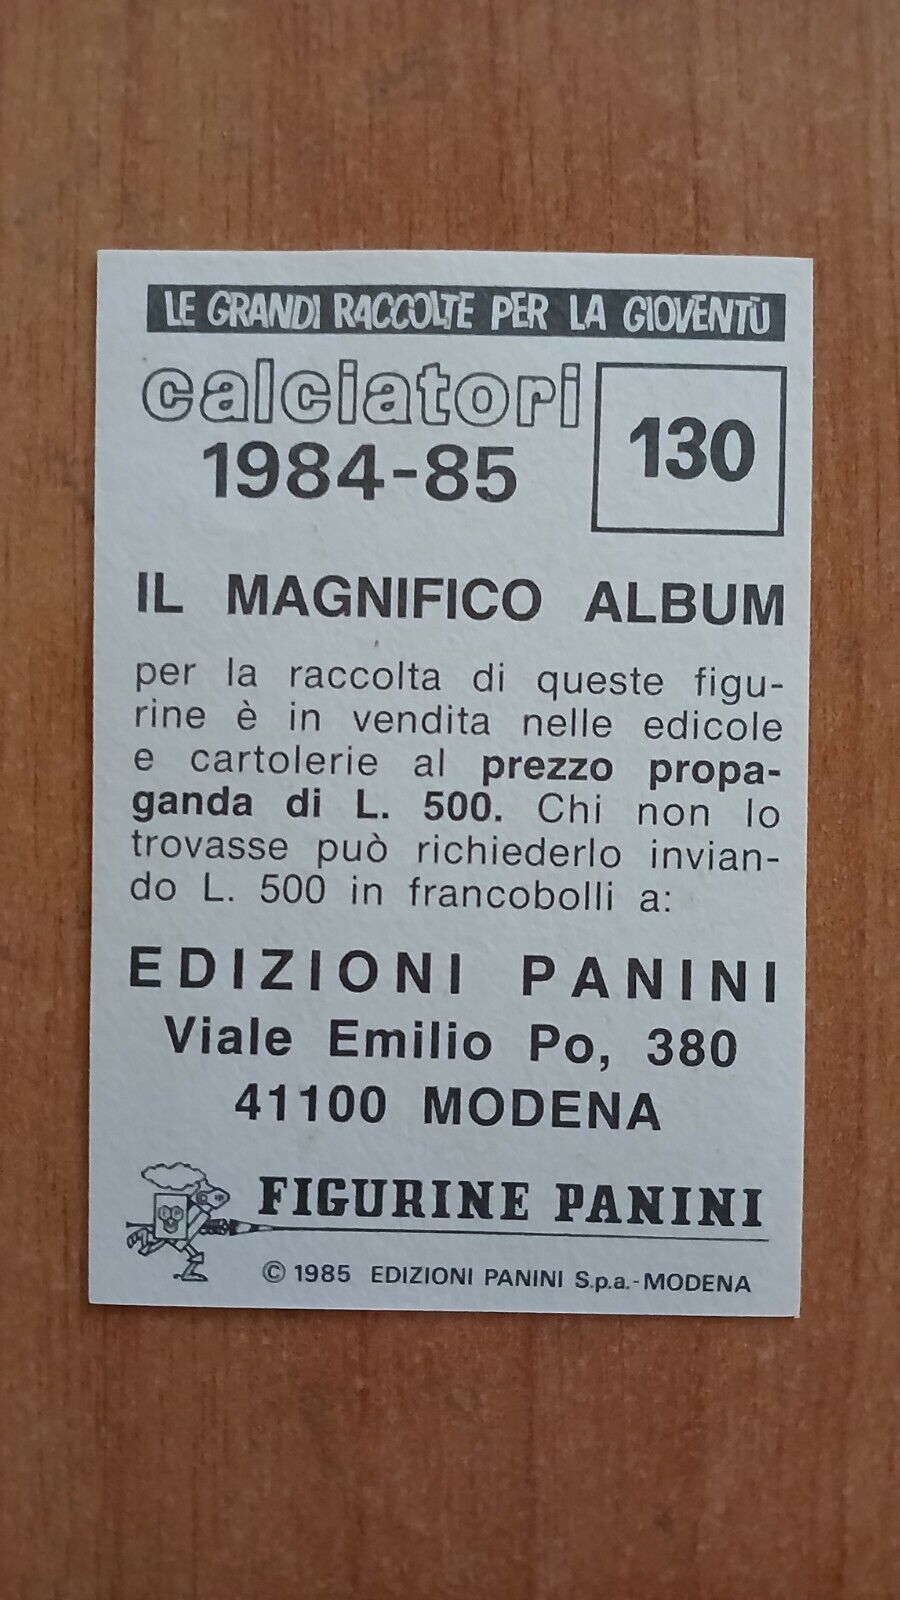 LE GRANDI RACCOLTE PER LA GIOVENTÙ
calciatori
1984-85
130
IL MAGNIFICO ALBUM
per la raccolta di queste figu-
rine è in vendita nelle edicole
e cartolerie al prezzo propa-
ganda di L. 500. Chi non lo
trovasse può richiederlo invian-
do L. 500 in francobolli a:
EDIZIONI PANINI
Viale Emilio Po, 380
41100 MODENA
FIGURINE PANINI
© 1985 EDIZIONI PANINI S.p.a.-MODENA